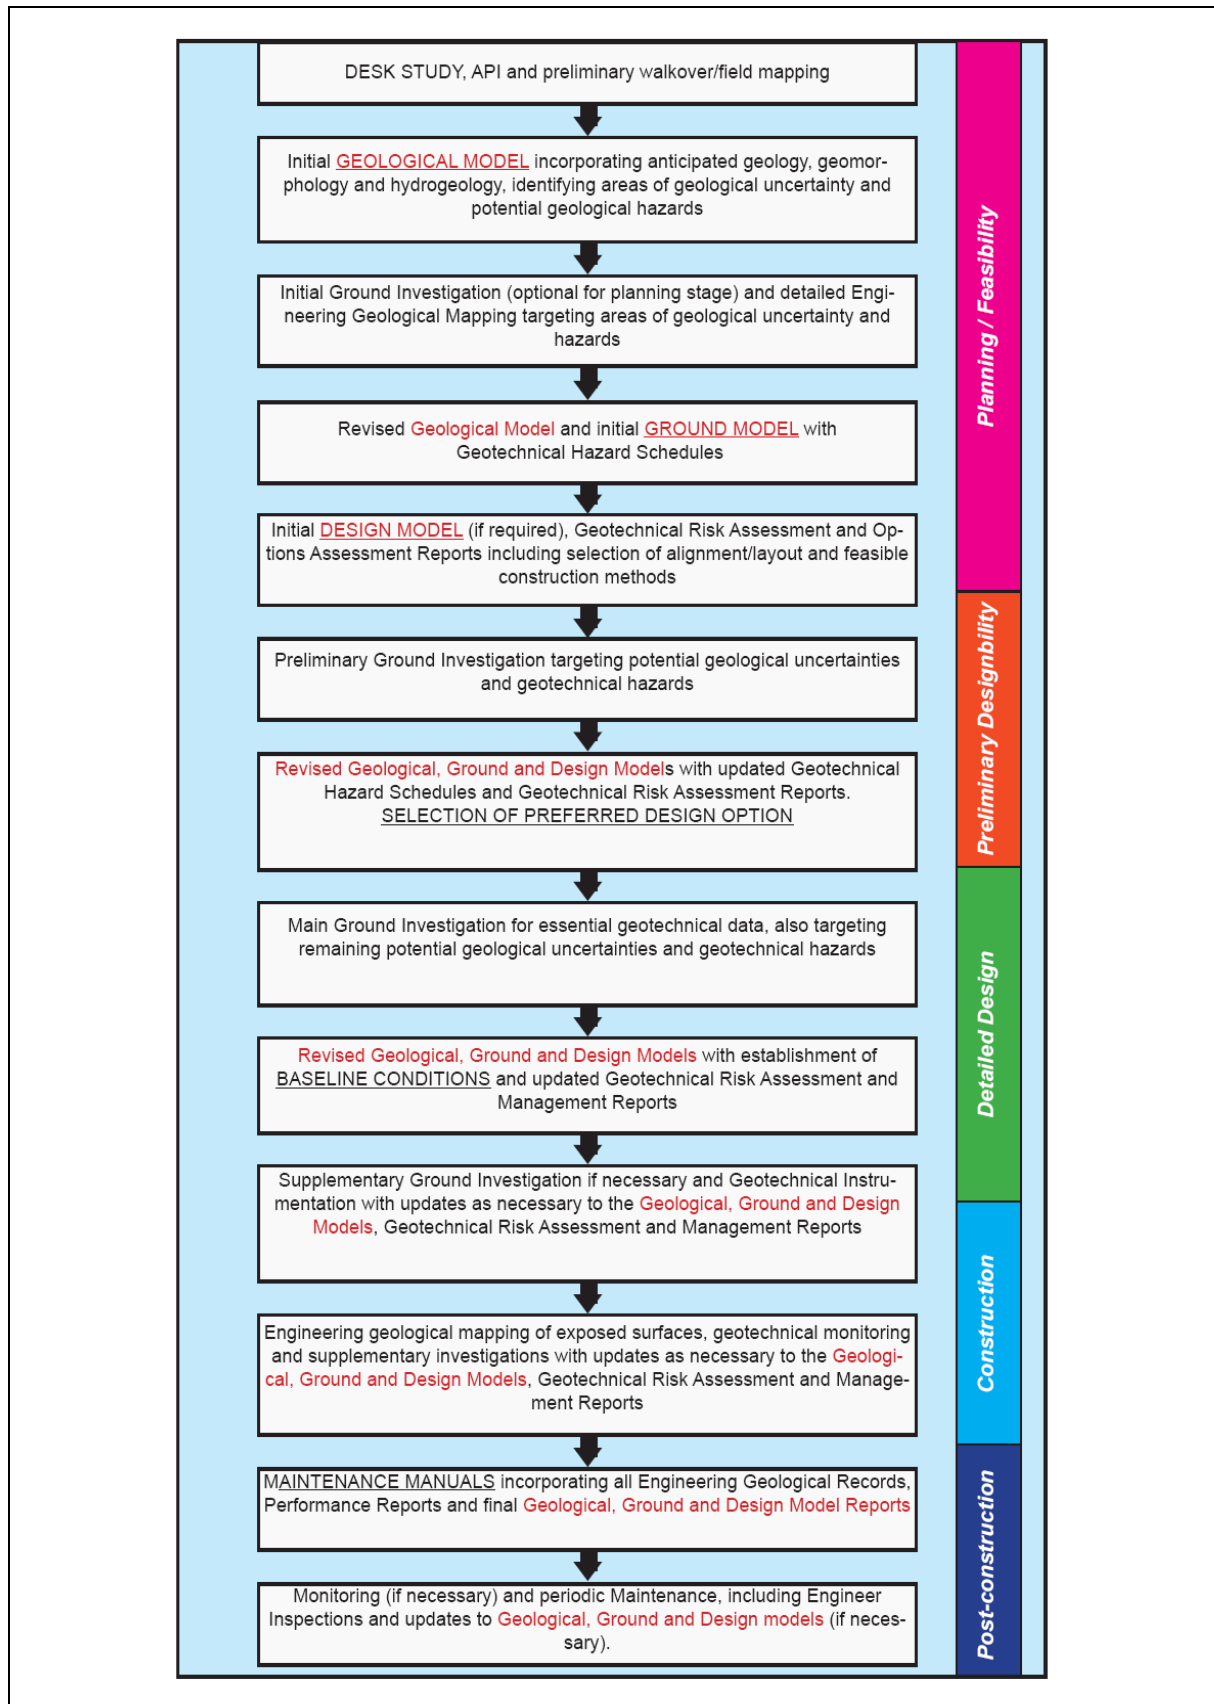 DESK STUDY, API and preliminary walkover/field mapping
Initial GEOLOGICAL MODEL incorporating anticipated geology, geomor-
phology and hydrogeology, identifying areas of geological uncertainty and
potential geological hazards
Initial Ground Investigation (optional for planning stage) and detailed Engi-
neering Geological Mapping targeting areas of geological uncertainty and
hazards
Revised Geological Model and initial GROUND MODEL with
Geotechnical Hazard Schedules
Initial DESIGN MODEL (if required), Geotechnical Risk Assessment and Op-
tions Assessment Reports including selection of alignment/layout and feasible
construction methods
Planning / Feasibility
Preliminary Ground Investigation targeting potential geological uncertainties
and geotechnical hazards
Revised Geological, Ground and Design Models with updated Geotechnical
Hazard Schedules and Geotechnical Risk Assessment Reports.
SELECTION OF PREFERRED DESIGN OPTION
Preliminary Designbility
Main Ground Investigation for essential geotechnical data, also targeting
remaining potential geological uncertainties and geotechnical hazards
Revised Geological, Ground and Design Models with establishment of
BASELINE CONDITIONS and updated Geotechnical Risk Assessment and
Management Reports
Detailed Design
Supplementary Ground Investigation if necessary and Geotechnical Instru-
mentation with updates as necessary to the Geological, Ground and Design
Models, Geotechnical Risk Assessment and Management Reports
Engineering geological mapping of exposed surfaces, geotechnical monitoring
and supplementary investigations with updates as necessary to the Geologi-
cal, Ground and Design Models, Geotechnical Risk Assessment and Manage-
ment Reports
Construction
MAINTENANCE MANUALS incorporating all Engineering Geological Records,
Performance Reports and final Geological, Ground and Design Model Reports
Monitoring (if necessary) and periodic Maintenance, including Engineer
Inspections and updates to Geological, Ground and Design models (if neces-
sary).
Post-construction